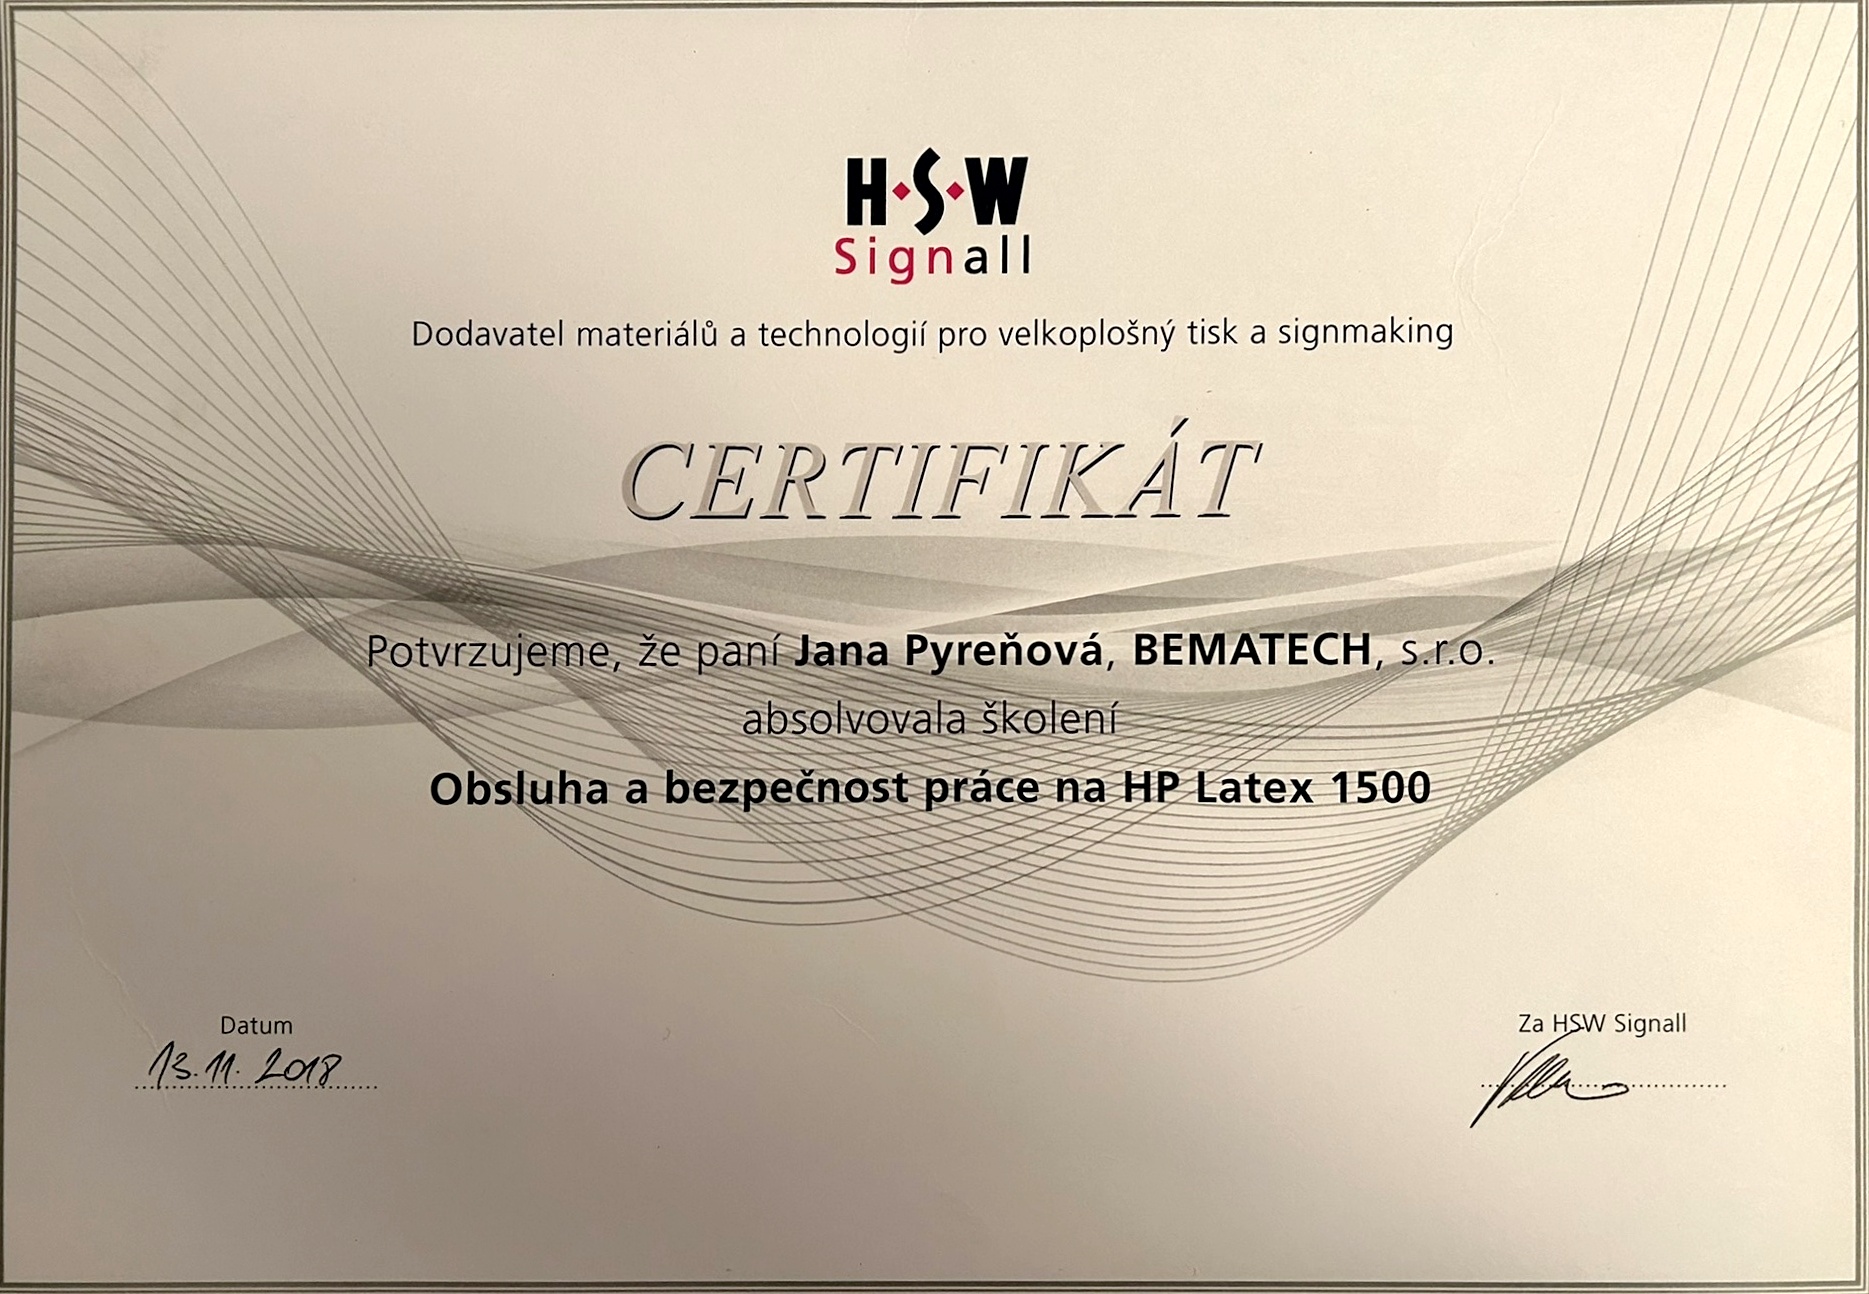 H·S·W
Signall
Dodavatel materiálů a technologií pro velkoplošný tisk a signmaking
CERTIFIKÁT
Potvrzujeme, že paní Jana Pyreňová, BEMATECH, s.r.o.
absolvovala školení
Obsluha a bezpečnost práce na HP Latex 1500
Datum
13.11. 2018
Za HSW Signall